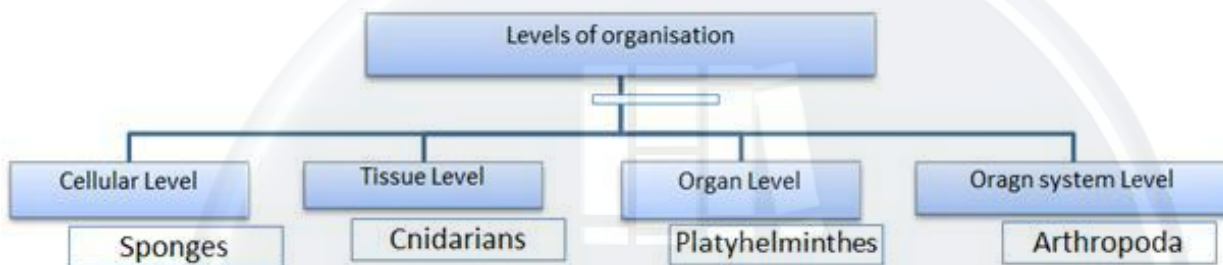 Levels of organisation
Cellular Level
Tissue Level
Organ Level
Oragn system Level
Sponges
Cnidarians
Platyhelminthes
Arthropoda